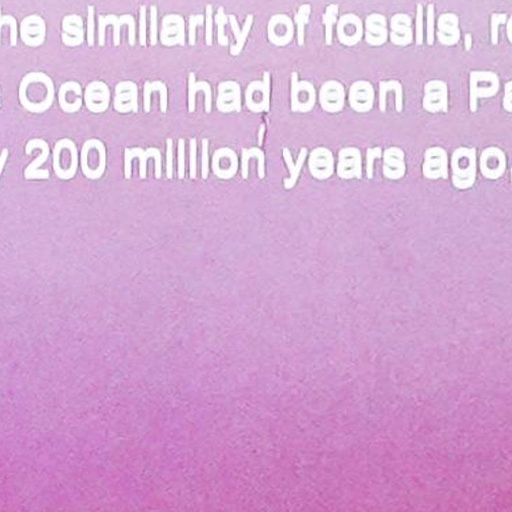 he similarity of fossils, r
Ocean had been a Pa
y 200 million years ago,